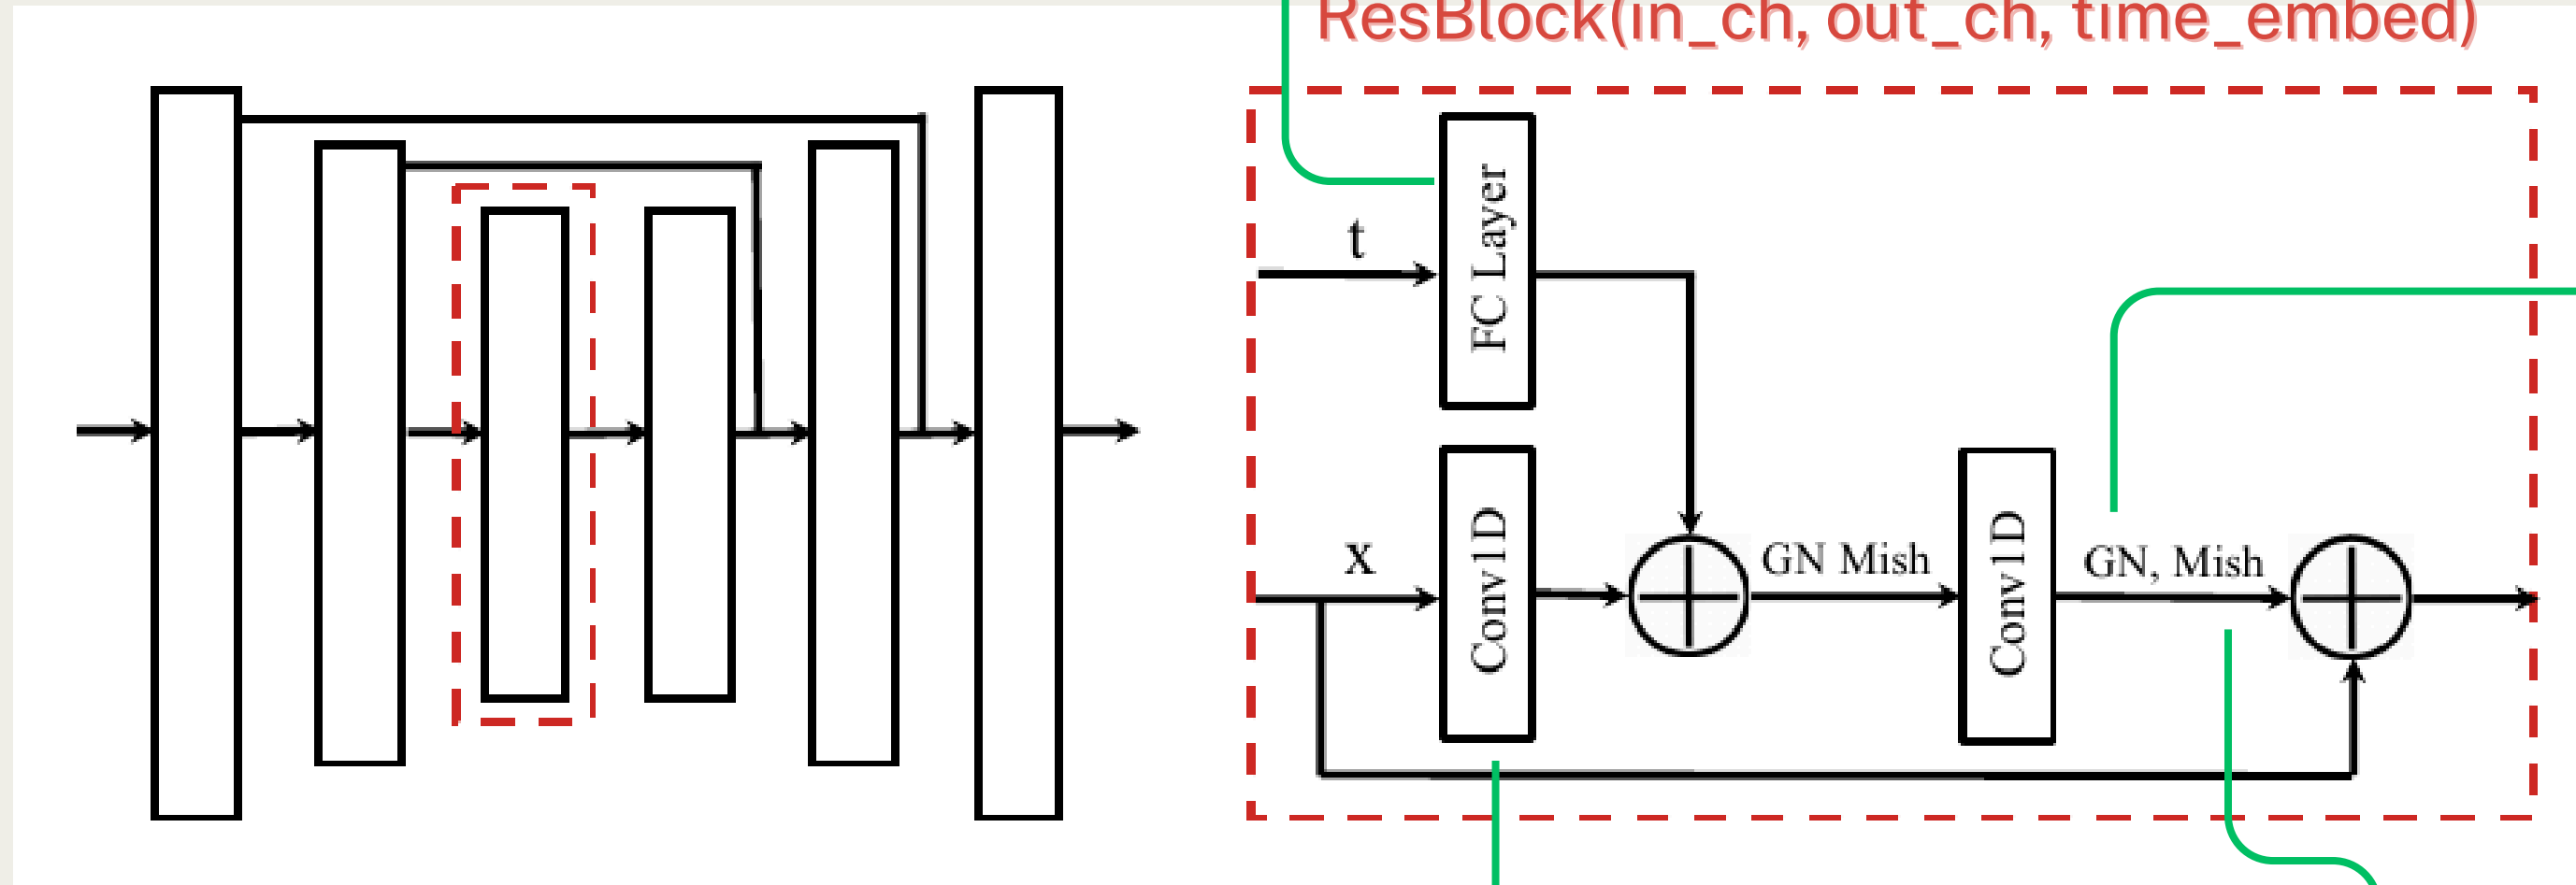 ResBlock(in_ch, out_ch, time_embed)
t
FC Layer
x
Conv1D
GN Mish
Conv1D
GN, Mish